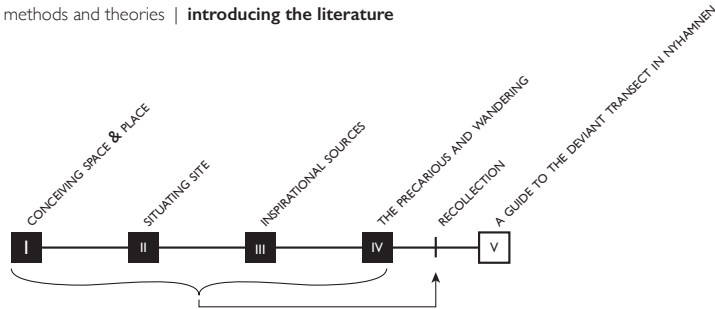 methods and theories | introducing the literature
CONCEIVING SPACE & PLACE
SITUATING SITE
INSPIRATIONAL SOURCES
THE PRECARIOUS AND WANDERING
RECOLLECTION
A GUIDE TO THE DEVIANT TRANSECT IN NYHAMNEN
I
II
III
IV
V